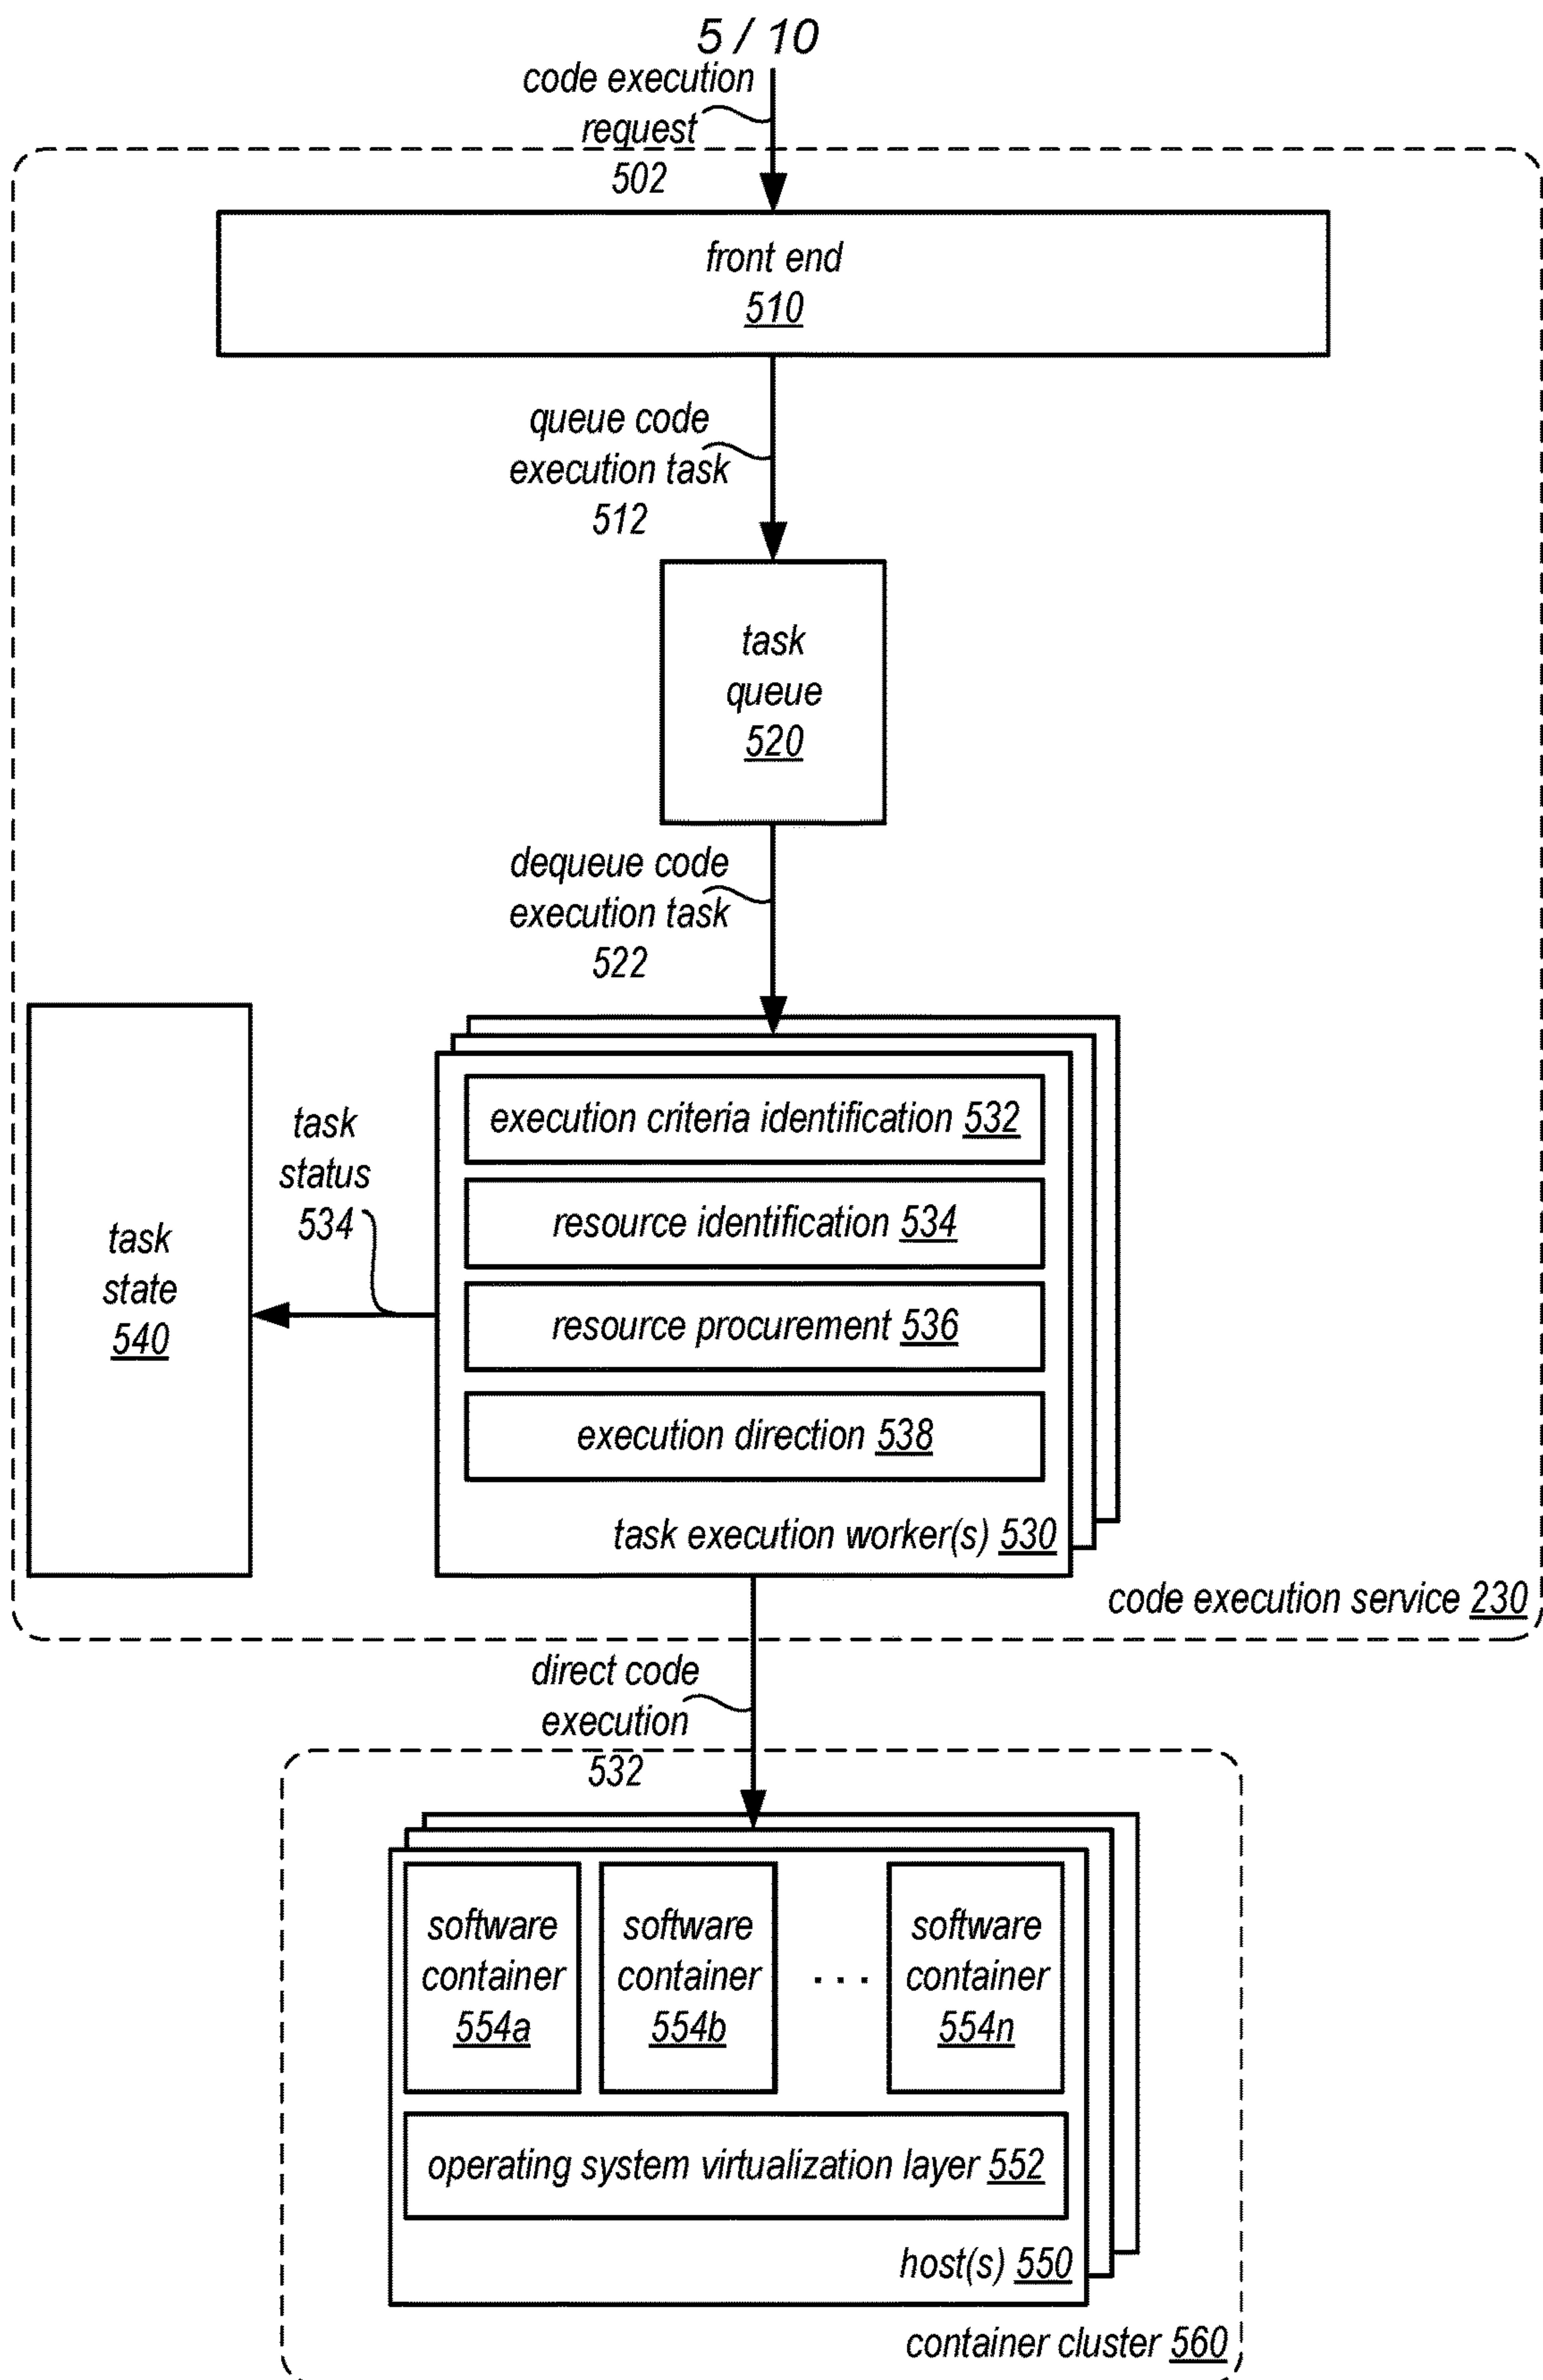 5 / 10
code execution
request
502
front end
510
queue code
execution task
512
task
queue
520
dequeue code
execution task
522
execution criteria identification 532
resource identification 534
resource procurement 536
execution direction 538
task execution worker(s) 530
task
status
534
task
state
540
code execution service 230
direct code
execution
532
software
container
554a
software
container
554b
. . .
software
container
554n
operating system virtualization layer 552
host(s) 550
container cluster 560